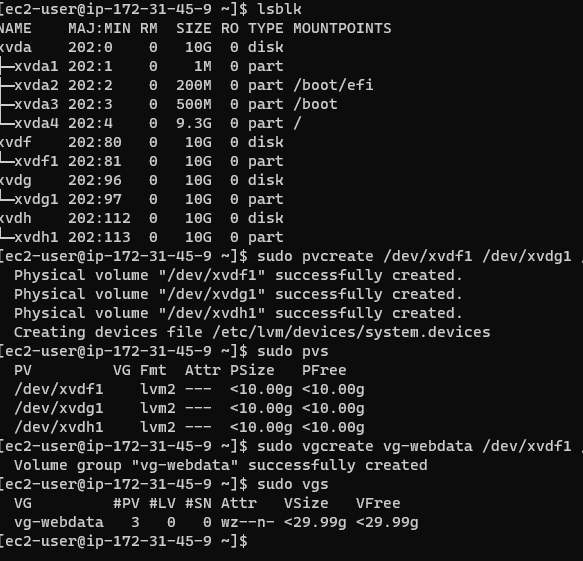 [ec2-user@ip-172-31-45-9 ~]$ lsblk
NAME    MAJ:MIN RM  SIZE RO TYPE MOUNTPOINTS
xvda    202:0    0   10G  0 disk
├─xvda1 202:1    0    1M  0 part
├─xvda2 202:2    0  200M  0 part /boot/efi
├─xvda3 202:3    0  500M  0 part /boot
└─xvda4 202:4    0  9.3G  0 part /
xvdf    202:80   0   10G  0 disk
└─xvdf1 202:81   0   10G  0 part
xvdg    202:96   0   10G  0 disk
└─xvdg1 202:97   0   10G  0 part
xvdh    202:112  0   10G  0 disk
└─xvdh1 202:113  0   10G  0 part
[ec2-user@ip-172-31-45-9 ~]$ sudo pvcreate /dev/xvdf1 /dev/xvdg1 /
  Physical volume "/dev/xvdf1" successfully created.
  Physical volume "/dev/xvdg1" successfully created.
  Physical volume "/dev/xvdh1" successfully created.
  Creating devices file /etc/lvm/devices/system.devices
[ec2-user@ip-172-31-45-9 ~]$ sudo pvs
  PV         VG Fmt  Attr PSize   PFree
  /dev/xvdf1    lvm2 ---  <10.00g <10.00g
  /dev/xvdg1    lvm2 ---  <10.00g <10.00g
  /dev/xvdh1    lvm2 ---  <10.00g <10.00g
[ec2-user@ip-172-31-45-9 ~]$ sudo vgcreate vg-webdata /dev/xvdf1 /
  Volume group "vg-webdata" successfully created
[ec2-user@ip-172-31-45-9 ~]$ sudo vgs
  VG         #PV #LV #SN Attr   VSize   VFree
  vg-webdata   3   0   0 wz--n- <29.99g <29.99g
[ec2-user@ip-172-31-45-9 ~]$